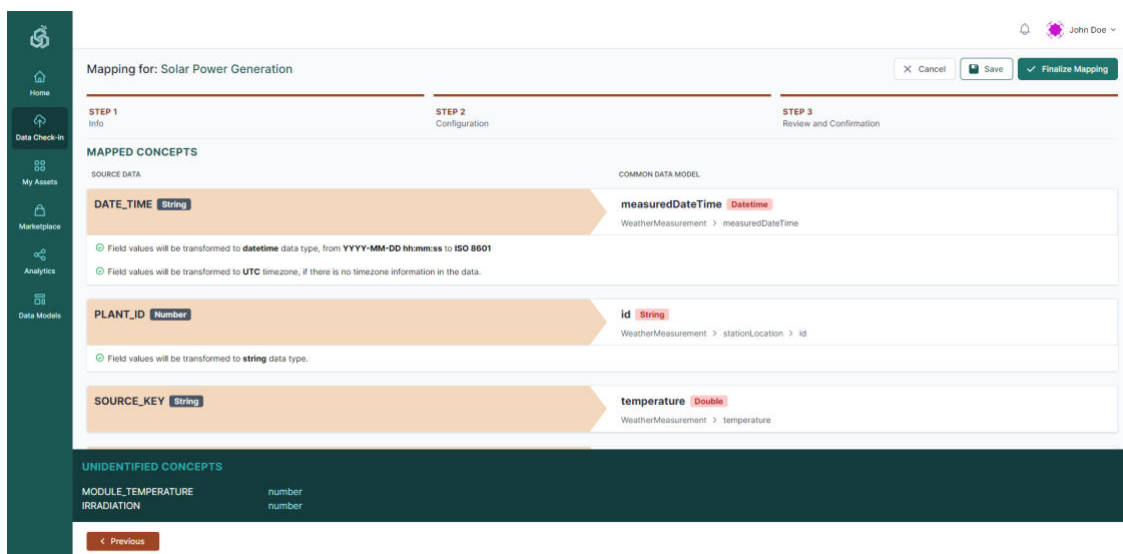 John Doe
Mapping for: Solar Power Generation
Cancel
Save
Finalize Mapping
Home
Data Check-in
My Assets
Marketplace
Analytics
Data Models
STEP 1
Info
STEP 2
Configuration
STEP 3
Review and Confirmation
MAPPED CONCEPTS
SOURCE DATA
COMMON DATA MODEL
DATE_TIME String
measuredDateTime Datetime
WeatherMeasurement > measuredDateTime
Field values will be transformed to datetime data type, from YYYY-MM-DD hh:mm:ss to ISO 8601
Field values will be transformed to UTC timezone, if there is no timezone information in the data.
PLANT_ID Number
id String
WeatherMeasurement > stationLocation > id
Field values will be transformed to string data type.
SOURCE_KEY String
temperature Double
WeatherMeasurement > temperature
UNIDENTIFIED CONCEPTS
MODULE_TEMPERATURE number
IRRADIATION number
< Previous